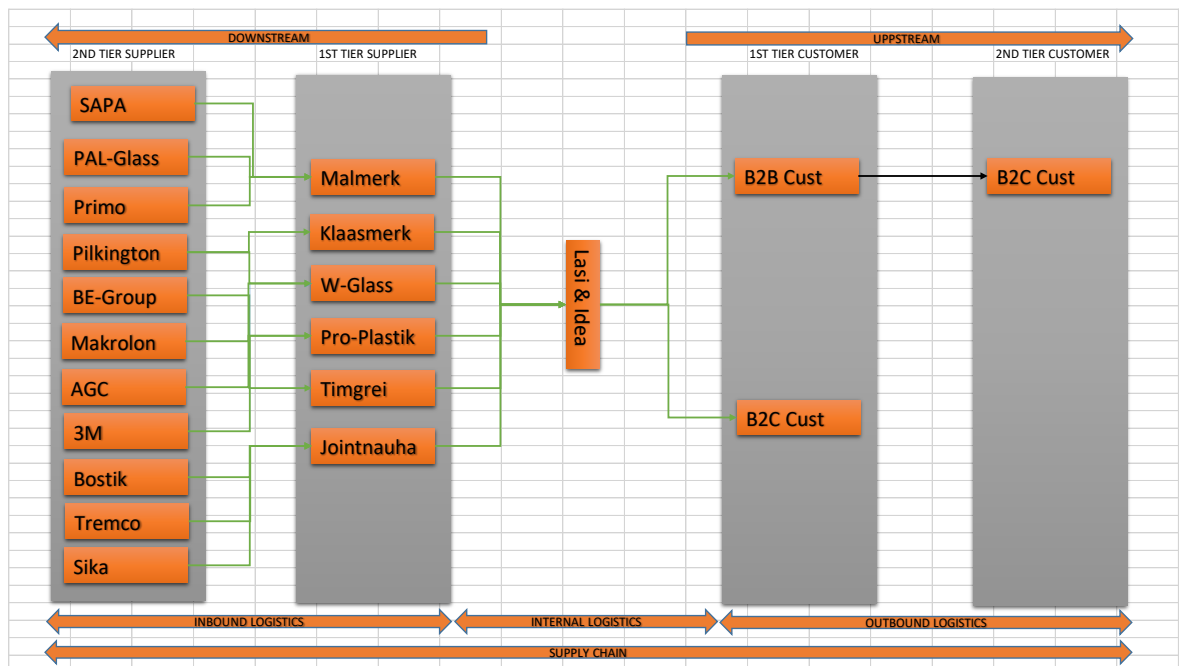 DOWNSTREAM
UPPSTREAM
2ND TIER SUPPLIER
1ST TIER SUPPLIER
1ST TIER CUSTOMER
2ND TIER CUSTOMER
SAPA
PAL-Glass
Primo
Pilkington
BE-Group
Makrolon
AGC
3M
Bostik
Tremco
Sika
Malmerk
Klaasmerk
W-Glass
Pro-Plastik
Timgrei
Jointnauha
Lasi & Idea
B2B Cust
B2C Cust
B2C Cust
INBOUND LOGISTICS
INTERNAL LOGISTICS
OUTBOUND LOGISTICS
SUPPLY CHAIN